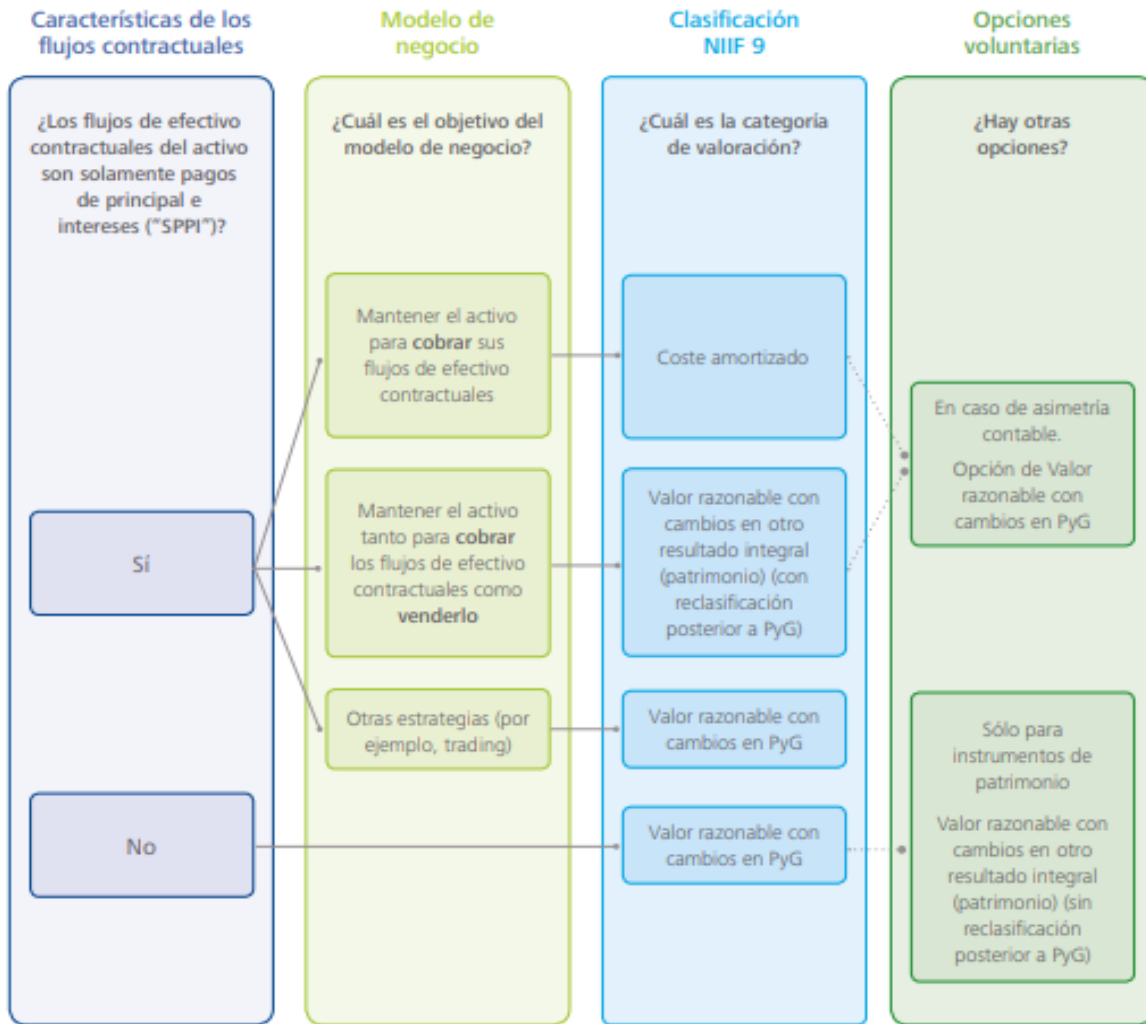 Características de los
flujos contractuales
Modelo de
negocio
Clasificación
NIIF 9
Opciones
voluntarias
¿Los flujos de efectivo
contractuales del activo
son solamente pagos
de principal e
intereses ("SPPI")?
¿Cuál es el objetivo del
modelo de negocio?
¿Cuál es la categoría
de valoración?
¿Hay otras
opciones?
Mantener el activo
para cobrar sus
flujos de efectivo
contractuales
Coste amortizado
En caso de asimetría
contable.
Opción de Valor
razonable con
cambios en PyG
Sí
Mantener el activo
tanto para cobrar
los flujos de efectivo
contractuales como
venderlo
Valor razonable con
cambios en otro
resultado integral
(patrimonio) (con
reclasificación
posterior a PyG)
Otras estrategias (por
ejemplo, trading)
Valor razonable con
cambios en PyG
No
Valor razonable con
cambios en PyG
Sólo para
instrumentos de
patrimonio
Valor razonable con
cambios en otro
resultado integral
(patrimonio) (sin
reclasificación
posterior a PyG)